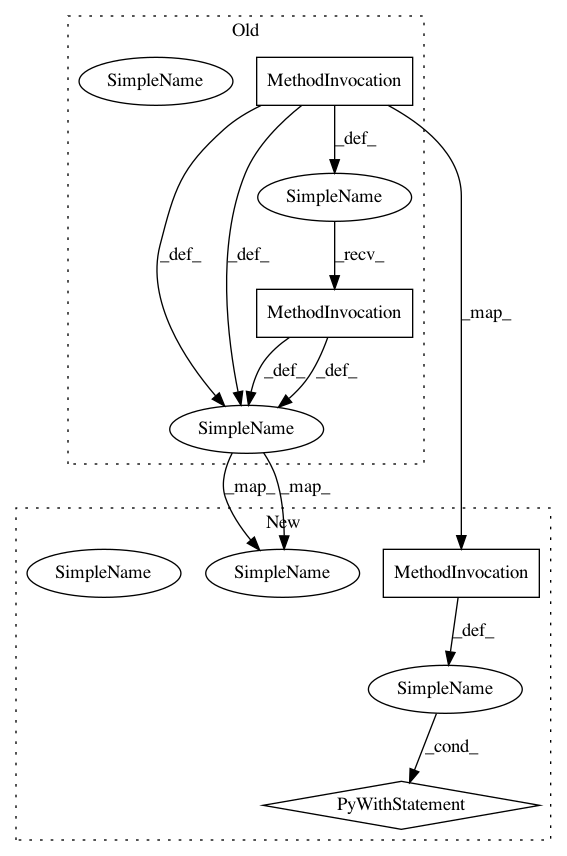 Old
SimpleName
MethodInvocation
_def_
SimpleName
_def_
_def_
_recv_
MethodInvocation
_map_
_def_
_def_
SimpleName
_map_
_map_
New
SimpleName
SimpleName
MethodInvocation
_def_
SimpleName
_cond_
PyWithStatement